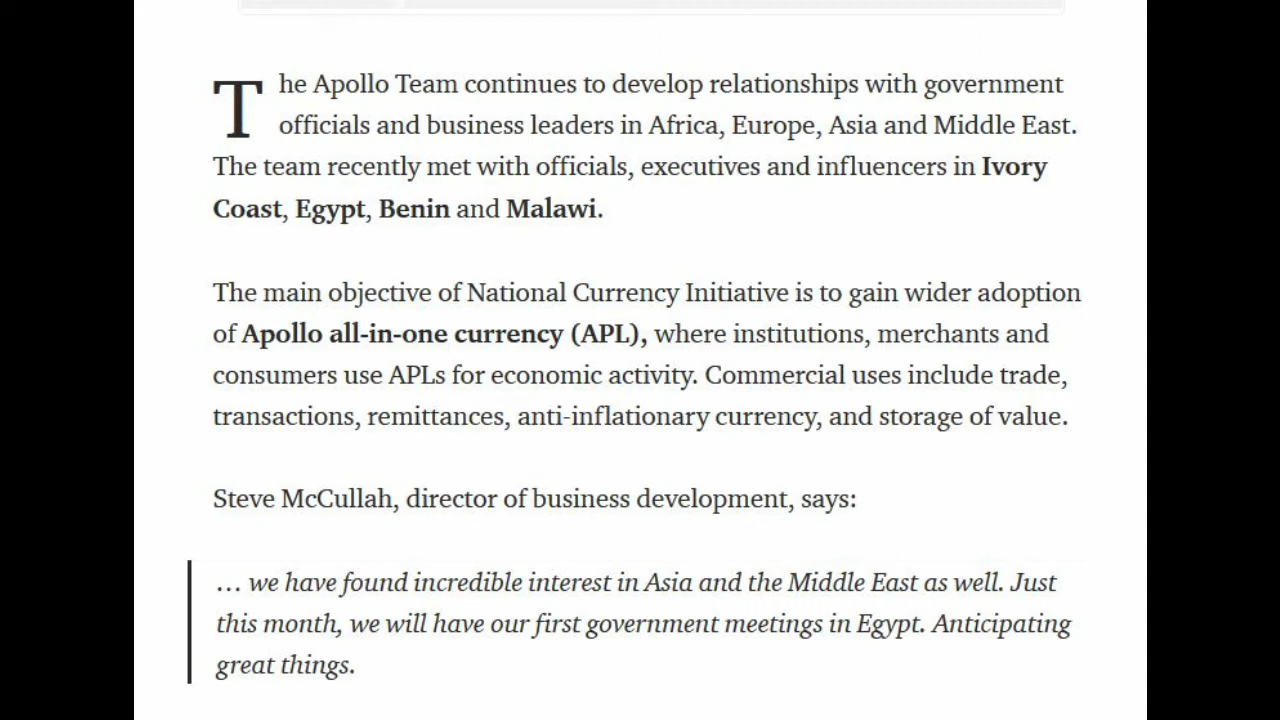 The Apollo Team continues to develop relationships with government
officials and business leaders in Africa, Europe, Asia and Middle East.
The team recently met with officials, executives and influencers in Ivory
Coast, Egypt, Benin and Malawi.
The main objective of National Currency Initiative is to gain wider adoption
of Apollo all-in-one currency (APL), where institutions, merchants and
consumers use APLs for economic activity. Commercial uses include trade,
transactions, remittances, anti-inflationary currency, and storage of value.
Steve McCullah, director of business development, says:
… we have found incredible interest in Asia and the Middle East as well. Just
this month, we will have our first government meetings in Egypt. Anticipating
great things.